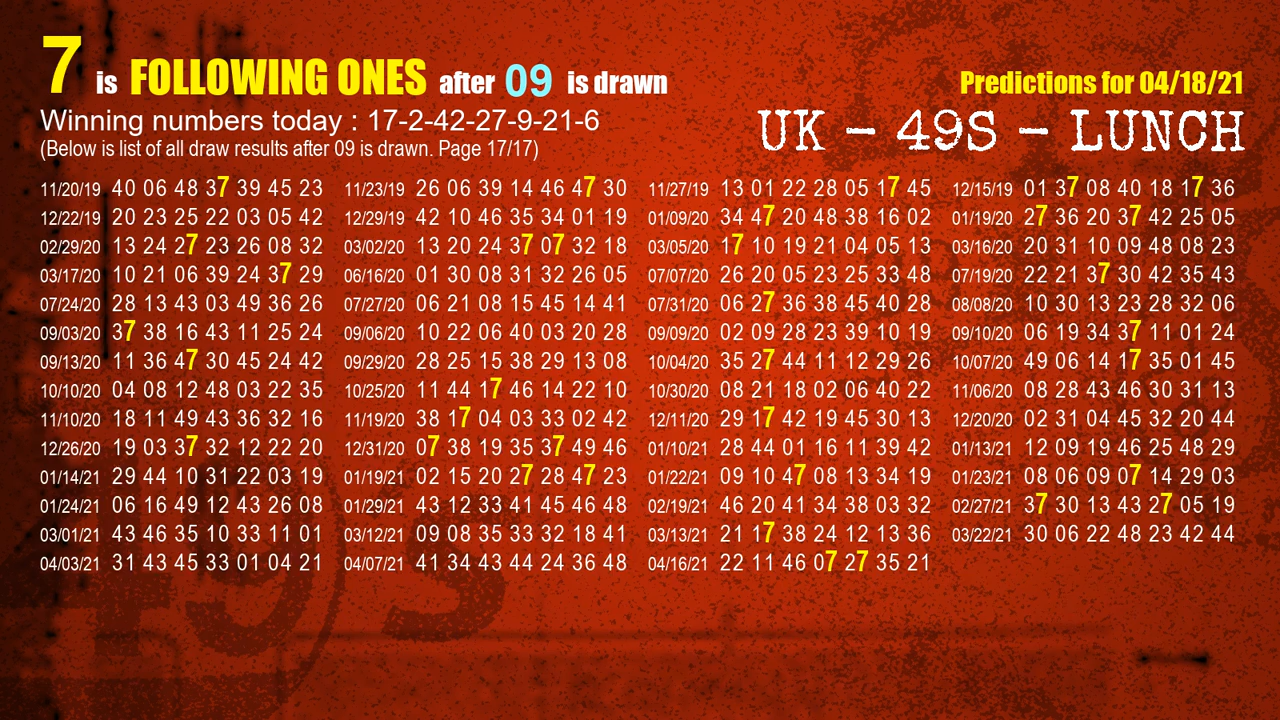 7 is FOLLOWING ONES after 09 is drawn
Predictions for 04/18/21
Winning numbers today : 17-2-42-27-9-21-6
UK - 49S - LUNCH
(Below is list of all draw results after 09 is drawn. Page 17/17)
11/20/19 40 06 48 37 39 45 23 11/23/19 26 06 39 14 46 47 30 11/27/19 13 01 22 28 05 17 45 12/15/19 01 37 08 40 18 17 36
12/22/19 20 23 25 22 03 05 42 12/29/19 42 10 46 35 34 01 19 01/09/20 34 47 20 48 38 16 02 01/19/20 27 36 20 37 42 25 05
02/29/20 13 24 27 23 26 08 32 03/02/20 13 20 24 37 07 32 18 03/05/20 17 10 19 21 04 05 13 03/16/20 20 31 10 09 48 08 23
03/17/20 10 21 06 39 24 37 29 06/16/20 01 30 08 31 32 26 05 07/07/20 26 20 05 23 25 33 48 07/19/20 22 21 37 30 42 35 43
07/24/20 28 13 43 03 49 36 26 07/27/20 06 21 08 15 45 14 41 07/31/20 06 27 36 38 45 40 28 08/08/20 10 30 13 23 28 32 06
09/03/20 37 38 16 43 11 25 24 09/06/20 10 22 06 40 03 20 28 09/09/20 02 09 28 23 39 10 19 09/10/20 06 19 34 37 11 01 24
09/13/20 11 36 47 30 45 24 42 09/29/20 28 25 15 38 29 13 08 10/04/20 35 27 44 11 12 29 26 10/07/20 49 06 14 17 35 01 45
10/10/20 04 08 12 48 03 22 35 10/25/20 11 44 17 46 14 22 10 10/30/20 08 21 18 02 06 40 22 11/06/20 08 28 43 46 30 31 13
11/10/20 18 11 49 43 36 32 16 11/19/20 38 17 04 03 33 02 42 12/11/20 29 17 42 19 45 30 13 12/20/20 02 31 04 45 32 20 44
12/26/20 19 03 37 32 12 22 20 12/31/20 07 38 19 35 37 49 46 01/10/21 28 44 01 16 11 39 42 01/13/21 12 09 19 46 25 48 29
01/14/21 29 44 10 31 22 03 19 01/19/21 02 15 20 27 28 47 23 01/22/21 09 10 47 08 13 34 19 01/23/21 08 06 09 07 14 29 03
01/24/21 06 16 49 12 43 26 08 01/29/21 43 12 33 41 45 46 48 02/19/21 46 20 41 34 38 03 32 02/27/21 37 30 13 43 27 05 19
03/01/21 43 46 35 10 33 11 01 03/12/21 09 08 35 33 32 18 41 03/13/21 21 17 38 24 12 13 36 03/22/21 30 06 22 48 23 42 44
04/03/21 31 43 45 33 01 04 21 04/07/21 41 34 43 44 24 36 48 04/16/21 22 11 46 07 27 35 21
49's